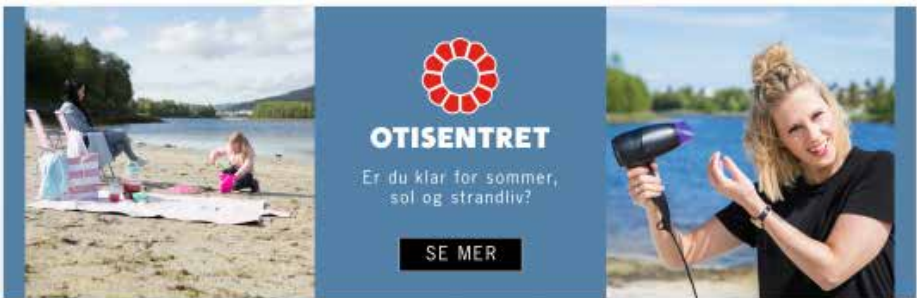 OTISENTRET
Er du klar for sommer,
sol og strandliv?
SE MER